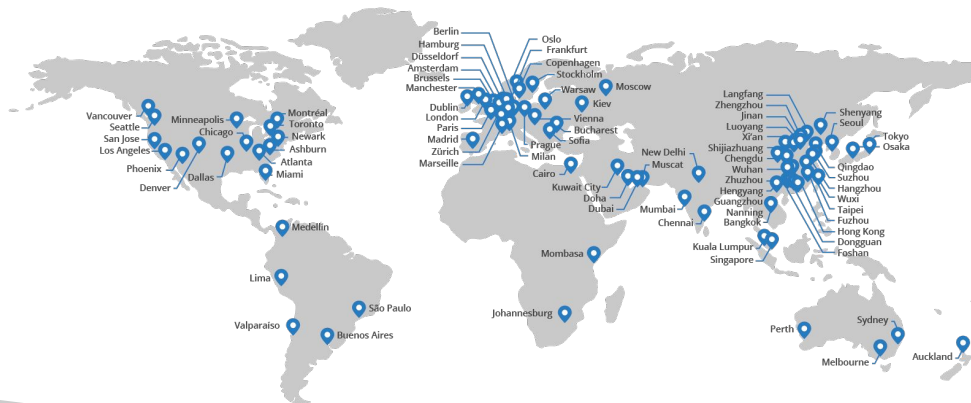 Vancouver
Seattle
San Jose
Los Angeles
Phoenix
Denver
Minneapolis
Chicago
Dallas
Montréal
Toronto
Newark
Ashburn
Atlanta
Miami
Medellin
Lima
São Paulo
Valparaíso
Buenos Aires
Berlin
Hamburg
Düsseldorf
Amsterdam
Brussels
Manchester
Dublin
London
Paris
Madrid
Zürich
Marseille
Oslo
Frankfurt
Copenhagen
Stockholm
Warsaw
Moscow
Kiev
Vienna
Bucharest
Sofia
Prague
Milan
Cairo
Kuwait City
Doha
Dubai
New Delhi
Muscat
Mumbai
Chennai
Mombasa
Johannesburg
Langfang
Zhengzhou
Jinan
Luoyang
Xi'an
Shijiazhuang
Chengdu
Wuhan
Zhuzhou
Hengyang
Guangzhou
Nanning
Bangkok
Kuala Lumpur
Singapore
Shenyang
Seoul
Tokyo
Osaka
Qingdao
Suzhou
Hangzhou
Wuxi
Taipei
Fuzhou
Hong Kong
Dongguan
Foshan
Perth
Sydney
Melbourne
Auckland